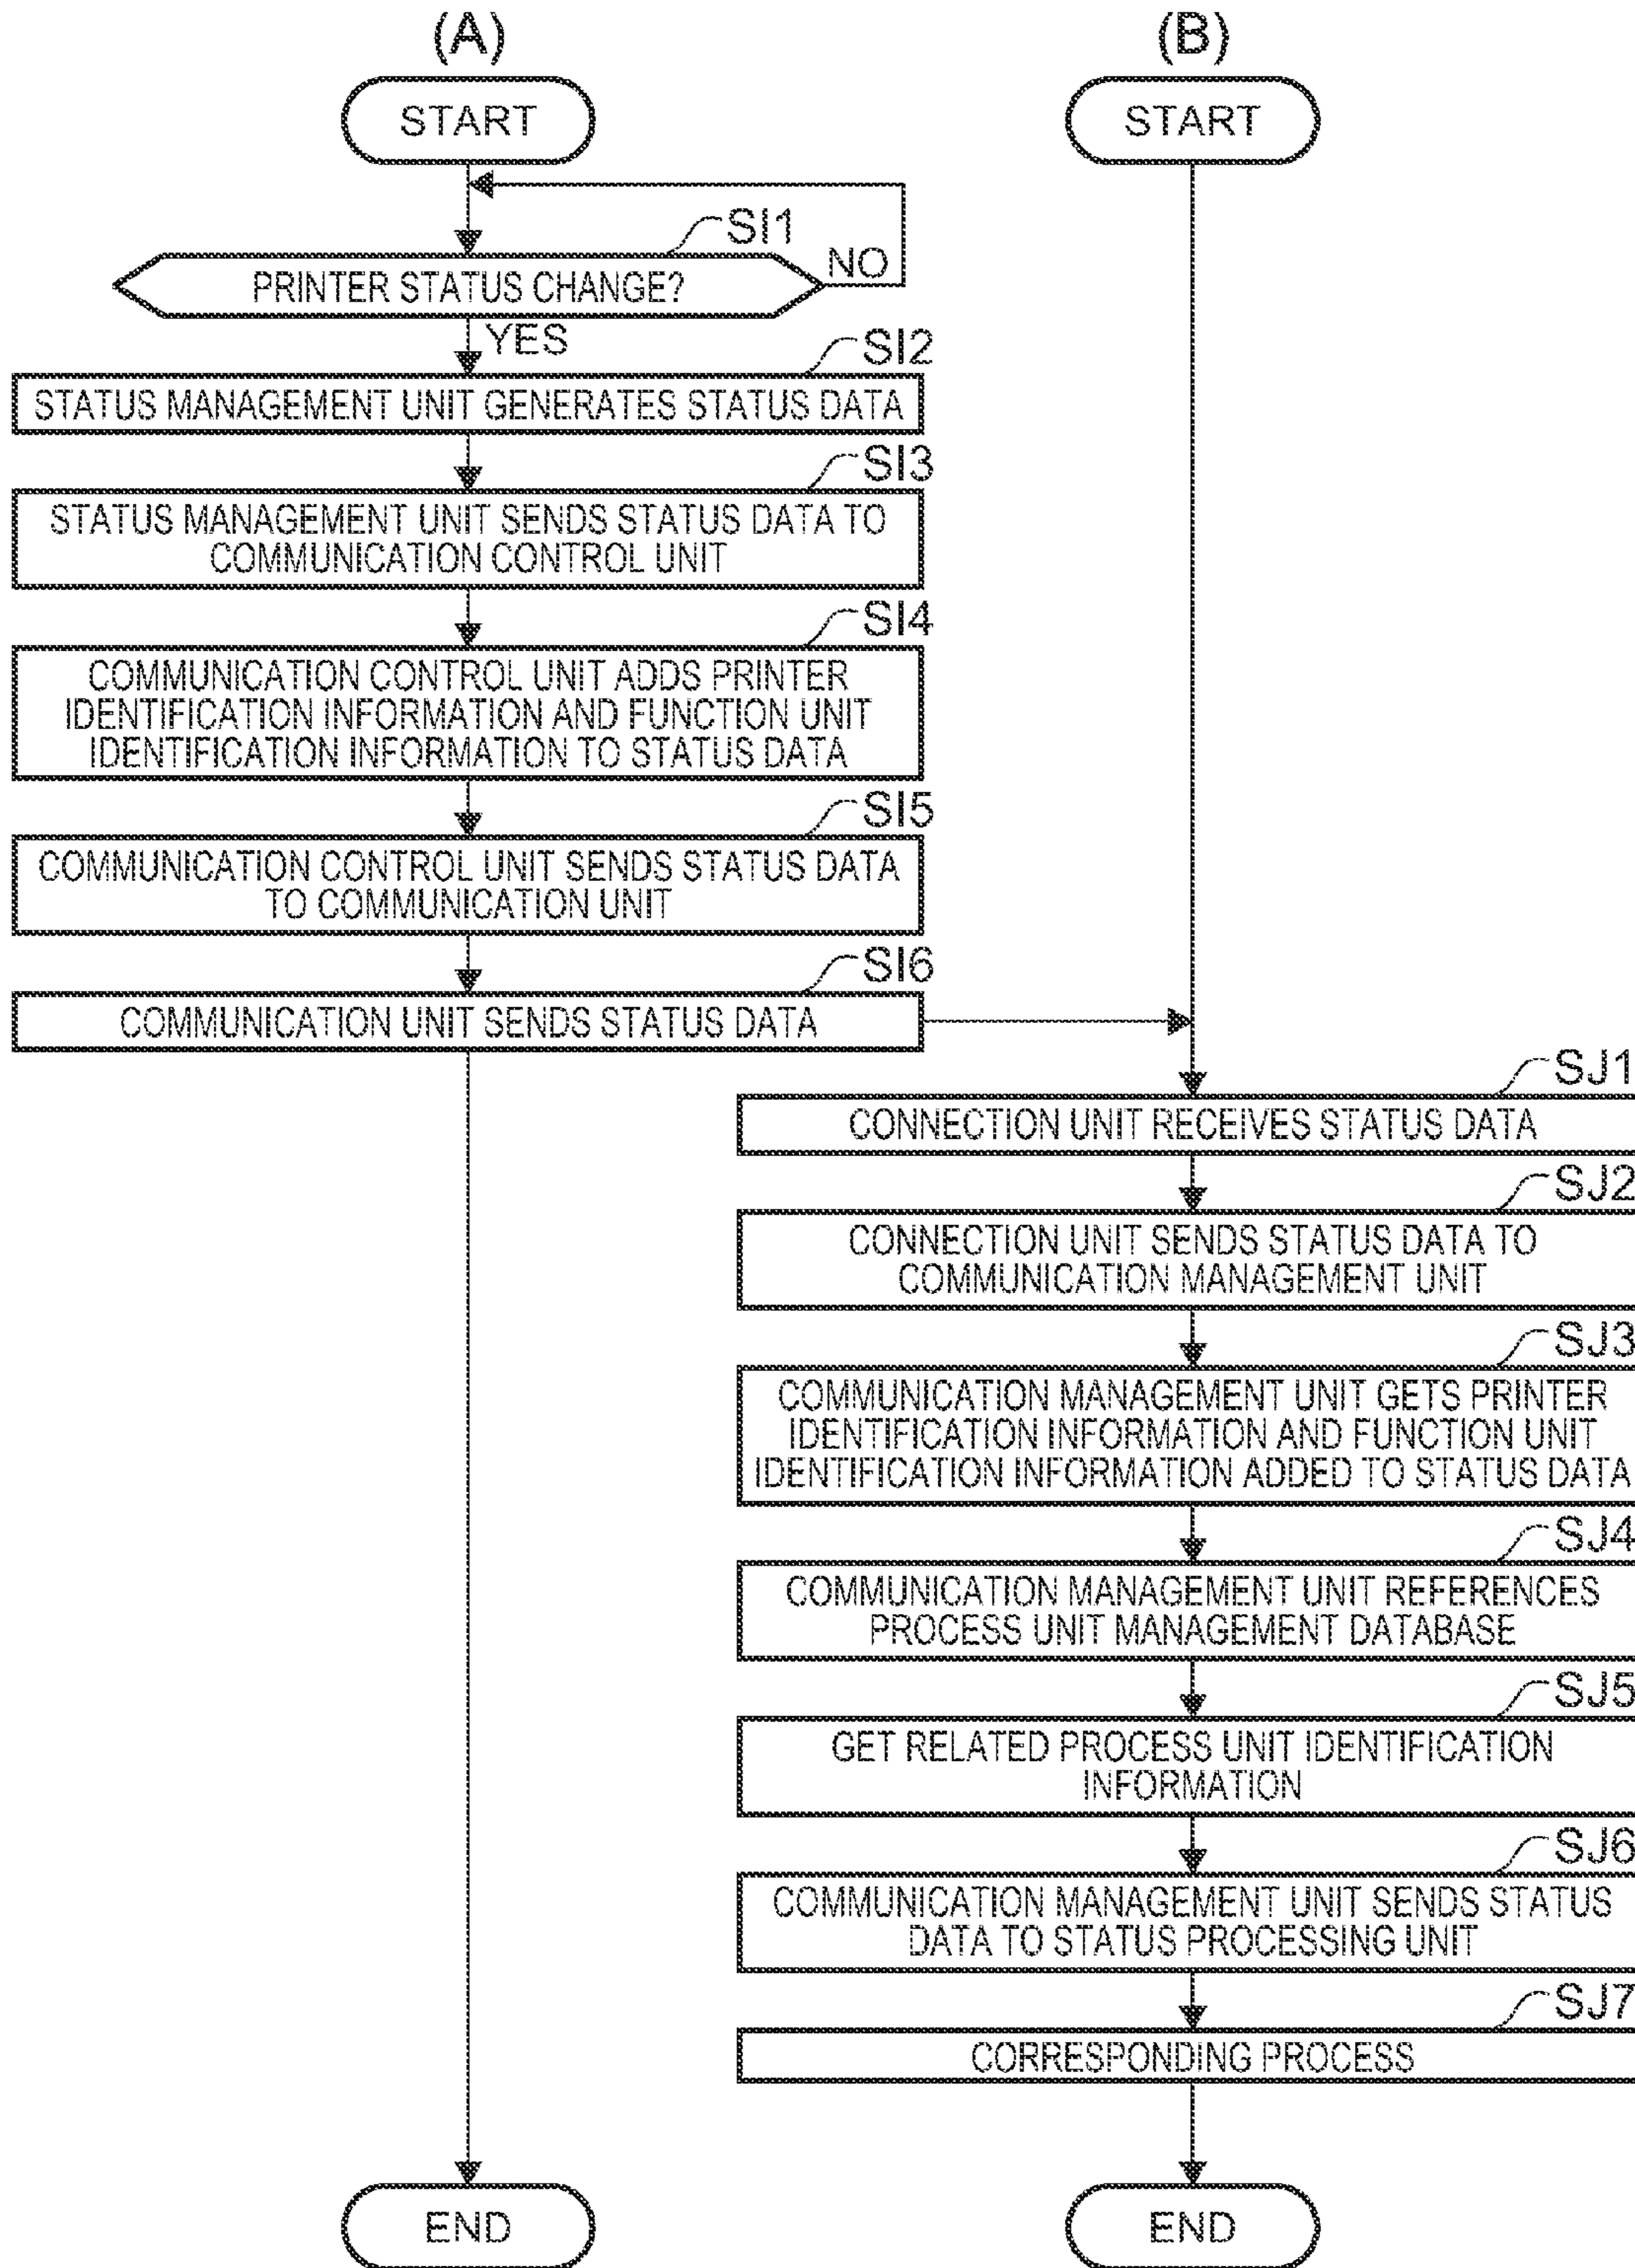 (A)
START
SI1
PRINTER STATUS CHANGE?
NO
YES
SI2
STATUS MANAGEMENT UNIT GENERATES STATUS DATA
SI3
STATUS MANAGEMENT UNIT SENDS STATUS DATA TO
COMMUNICATION CONTROL UNIT
SI4
COMMUNICATION CONTROL UNIT ADDS PRINTER
IDENTIFICATION INFORMATION AND FUNCTION UNIT
IDENTIFICATION INFORMATION TO STATUS DATA
SI5
COMMUNICATION CONTROL UNIT SENDS STATUS DATA
TO COMMUNICATION UNIT
SI6
COMMUNICATION UNIT SENDS STATUS DATA
END
(B)
START
SJ1
CONNECTION UNIT RECEIVES STATUS DATA
SJ2
CONNECTION UNIT SENDS STATUS DATA TO
COMMUNICATION MANAGEMENT UNIT
SJ3
COMMUNICATION MANAGEMENT UNIT GETS PRINTER
IDENTIFICATION INFORMATION AND FUNCTION UNIT
IDENTIFICATION INFORMATION ADDED TO STATUS DATA
SJ4
COMMUNICATION MANAGEMENT UNIT REFERENCES
PROCESS UNIT MANAGEMENT DATABASE
SJ5
GET RELATED PROCESS UNIT IDENTIFICATION
INFORMATION
SJ6
COMMUNICATION MANAGEMENT UNIT SENDS STATUS
DATA TO STATUS PROCESSING UNIT
SJ7
CORRESPONDING PROCESS
END